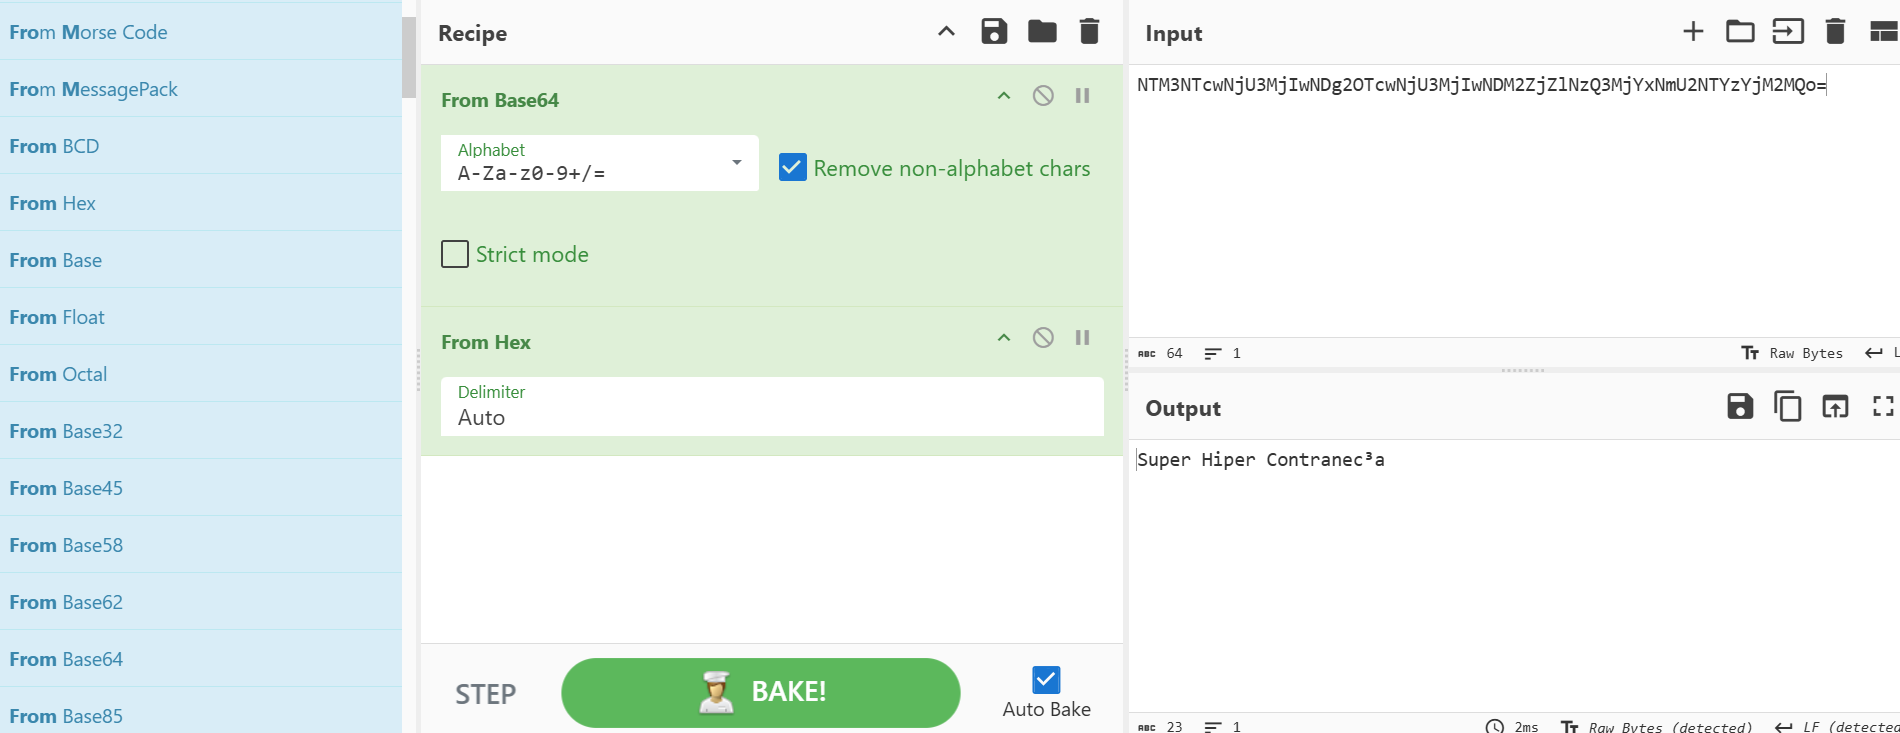 From Morse Code
From MessagePack
From BCD
From Hex
From Base
From Float
From Octal
From Base32
From Base45
From Base58
From Base62
From Base64
From Base85
Recipe
From Base64
Alphabet
A-Za-z0-9+/=
Remove non-alphabet chars
Strict mode
From Hex
Delimiter
Auto
STEP
BAKE!
Auto Bake
Input
NTM3NTcwNjU3MjIwNDg2OTcwNjU3MjIwNDM2ZjZlNzQ3MjYxNmU2NTYzYjM2MQo=
ABC 64 1 Tт Raw Bytes L
Output
Super Hiper Contranec³a
ABC 23 1 2ms Tт Raw Bytes (detected) LF (detected